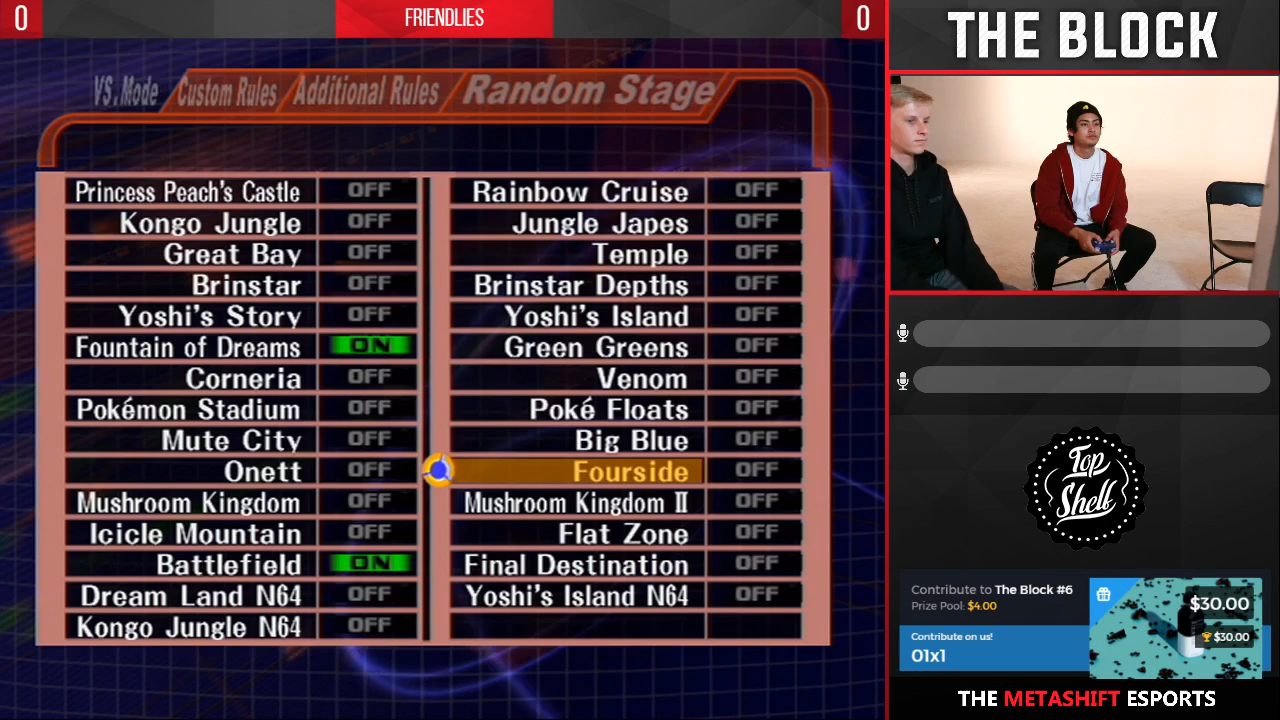 0
FRIENDLIES
0
THE BLOCK
VS. Mode
Custom Rules
Additional Rules
Random Stage
Princess Peach's Castle OFF
Rainbow Cruise OFF
Kongo Jungle OFF
Jungle Japes OFF
Great Bay OFF
Temple OFF
Brinstar OFF
Brinstar Depths OFF
Yoshi's Story OFF
Yoshi's Island OFF
Fountain of Dreams ON
Green Greens OFF
Corneria OFF
Venom OFF
Pokémon Stadium OFF
Poké Floats OFF
Mute City OFF
Big Blue OFF
Onett OFF
Fourside OFF
Mushroom Kingdom OFF
Mushroom Kingdom II OFF
Icicle Mountain OFF
Flat Zone OFF
Battlefield ON
Final Destination OFF
Dream Land N64 OFF
Yoshi's Island N64 OFF
Kongo Jungle N64 OFF
Top
Shelf
Contribute to The Block #6
Prize Pool: $4.00
Contribute on us!
01x1
$30.00
$30.00
THE METASHIFT ESPORTS